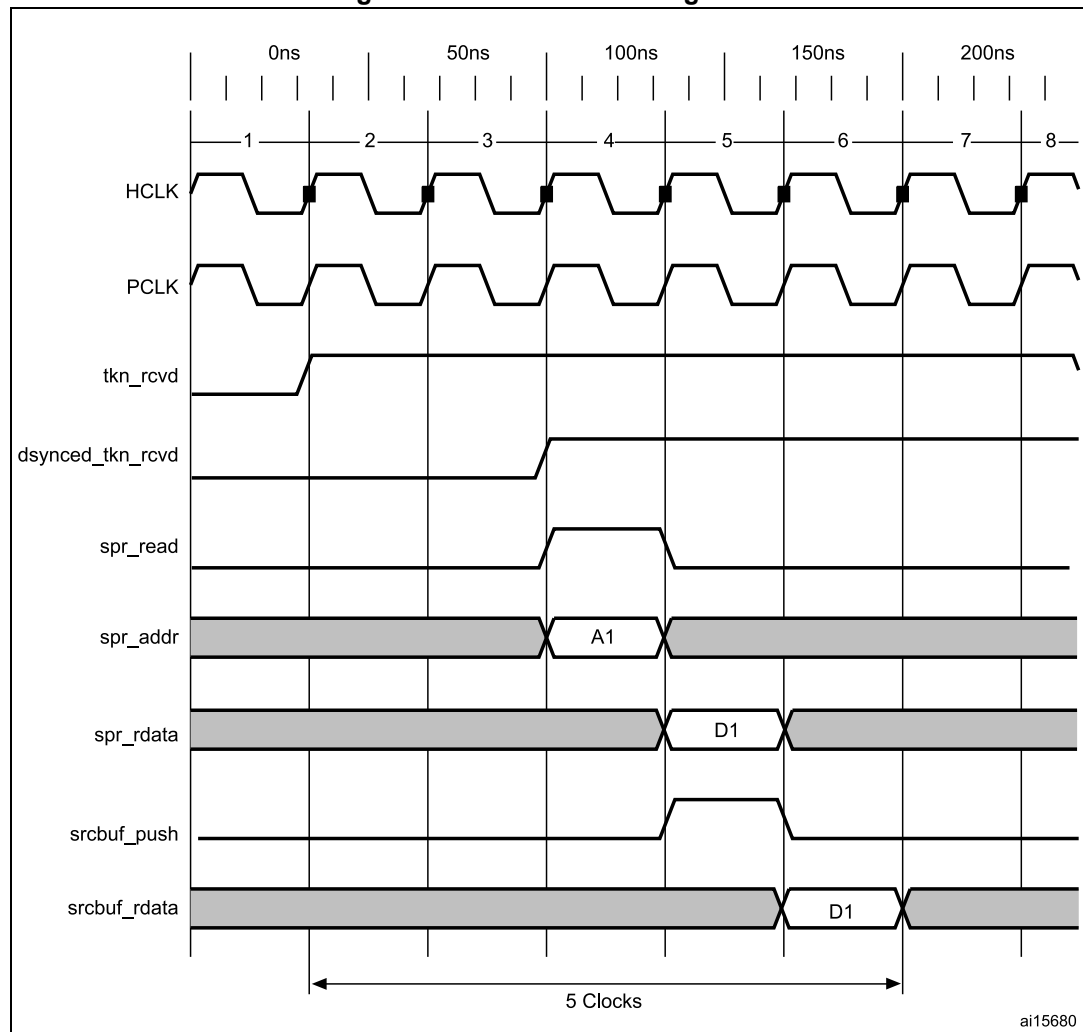 0ns 50ns 100ns 150ns 200ns
1 2 3 4 5 6 7 8
HCLK
PCLK
tkn_rcvd
dsynced_tkn_rcvd
spr_read
spr_addr A1
spr_rdata D1
srcbuf_push
srcbuf_rdata D1
5 Clocks
ai15680